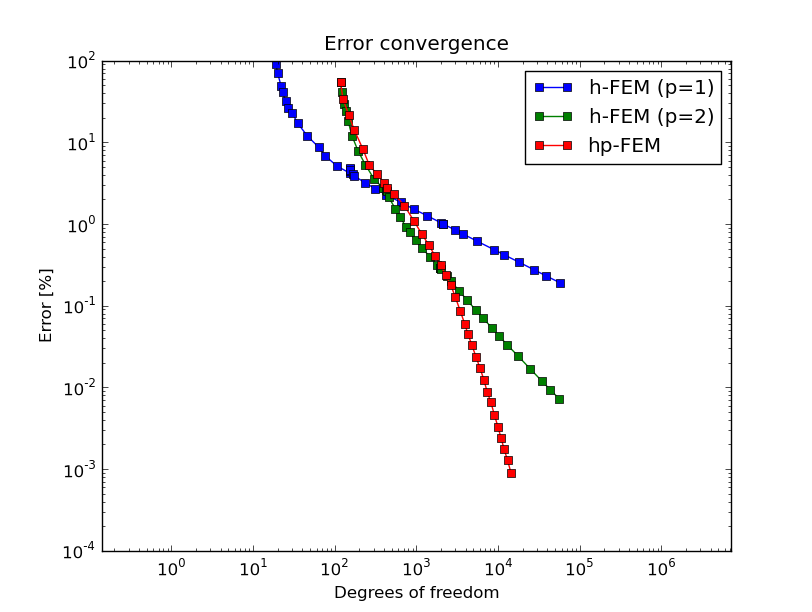 Error convergence
h-FEM (p=1)
h-FEM (p=2)
hp-FEM
Error [%]
10^2
10^1
10^0
10^-1
10^-2
10^-3
10^-4
10^0 10^1 10^2 10^3 10^4 10^5 10^6
Degrees of freedom